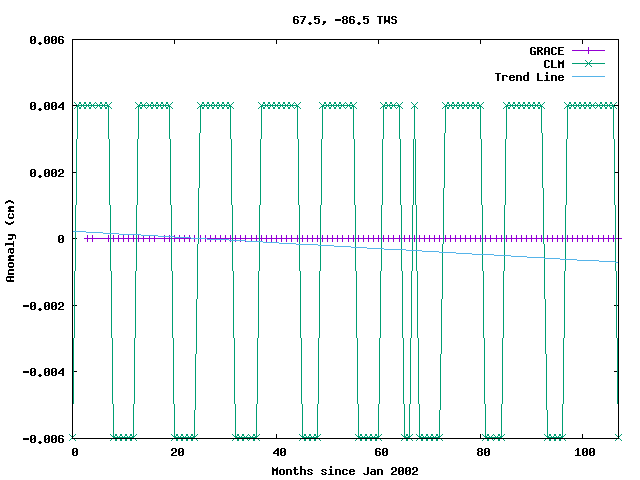 67.5, -86.5 TWS
GRACE
CLM
Trend Line
0.006
0.004
0.002
0
-0.002
-0.004
-0.006
Anomaly (cm)
0 20 40 60 80 100
Months since Jan 2002